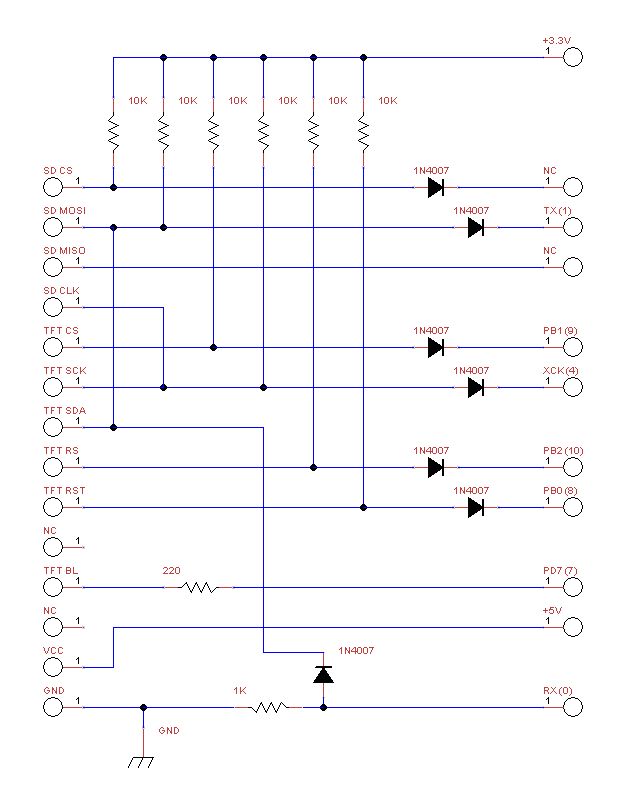 +3.3V
1
10K 10K 10K 10K 10K 10K
SD CS 1 1N4007 NC 1
SD MOSI 1 1N4007 TX(1) 1
SD MISO 1 NC 1
SD CLK 1
TFT CS 1 1N4007 PB1(9) 1
TFT SCK 1 1N4007 XCK(4) 1
TFT SDA 1
TFT RS 1 1N4007 PB2(10) 1
TFT RST 1 1N4007 PB0(8) 1
NC 1
TFT BL 1 220 PD7(7) 1
NC 1 +5V 1
VCC 1 1N4007
GND 1 1K RX(0) 1
GND